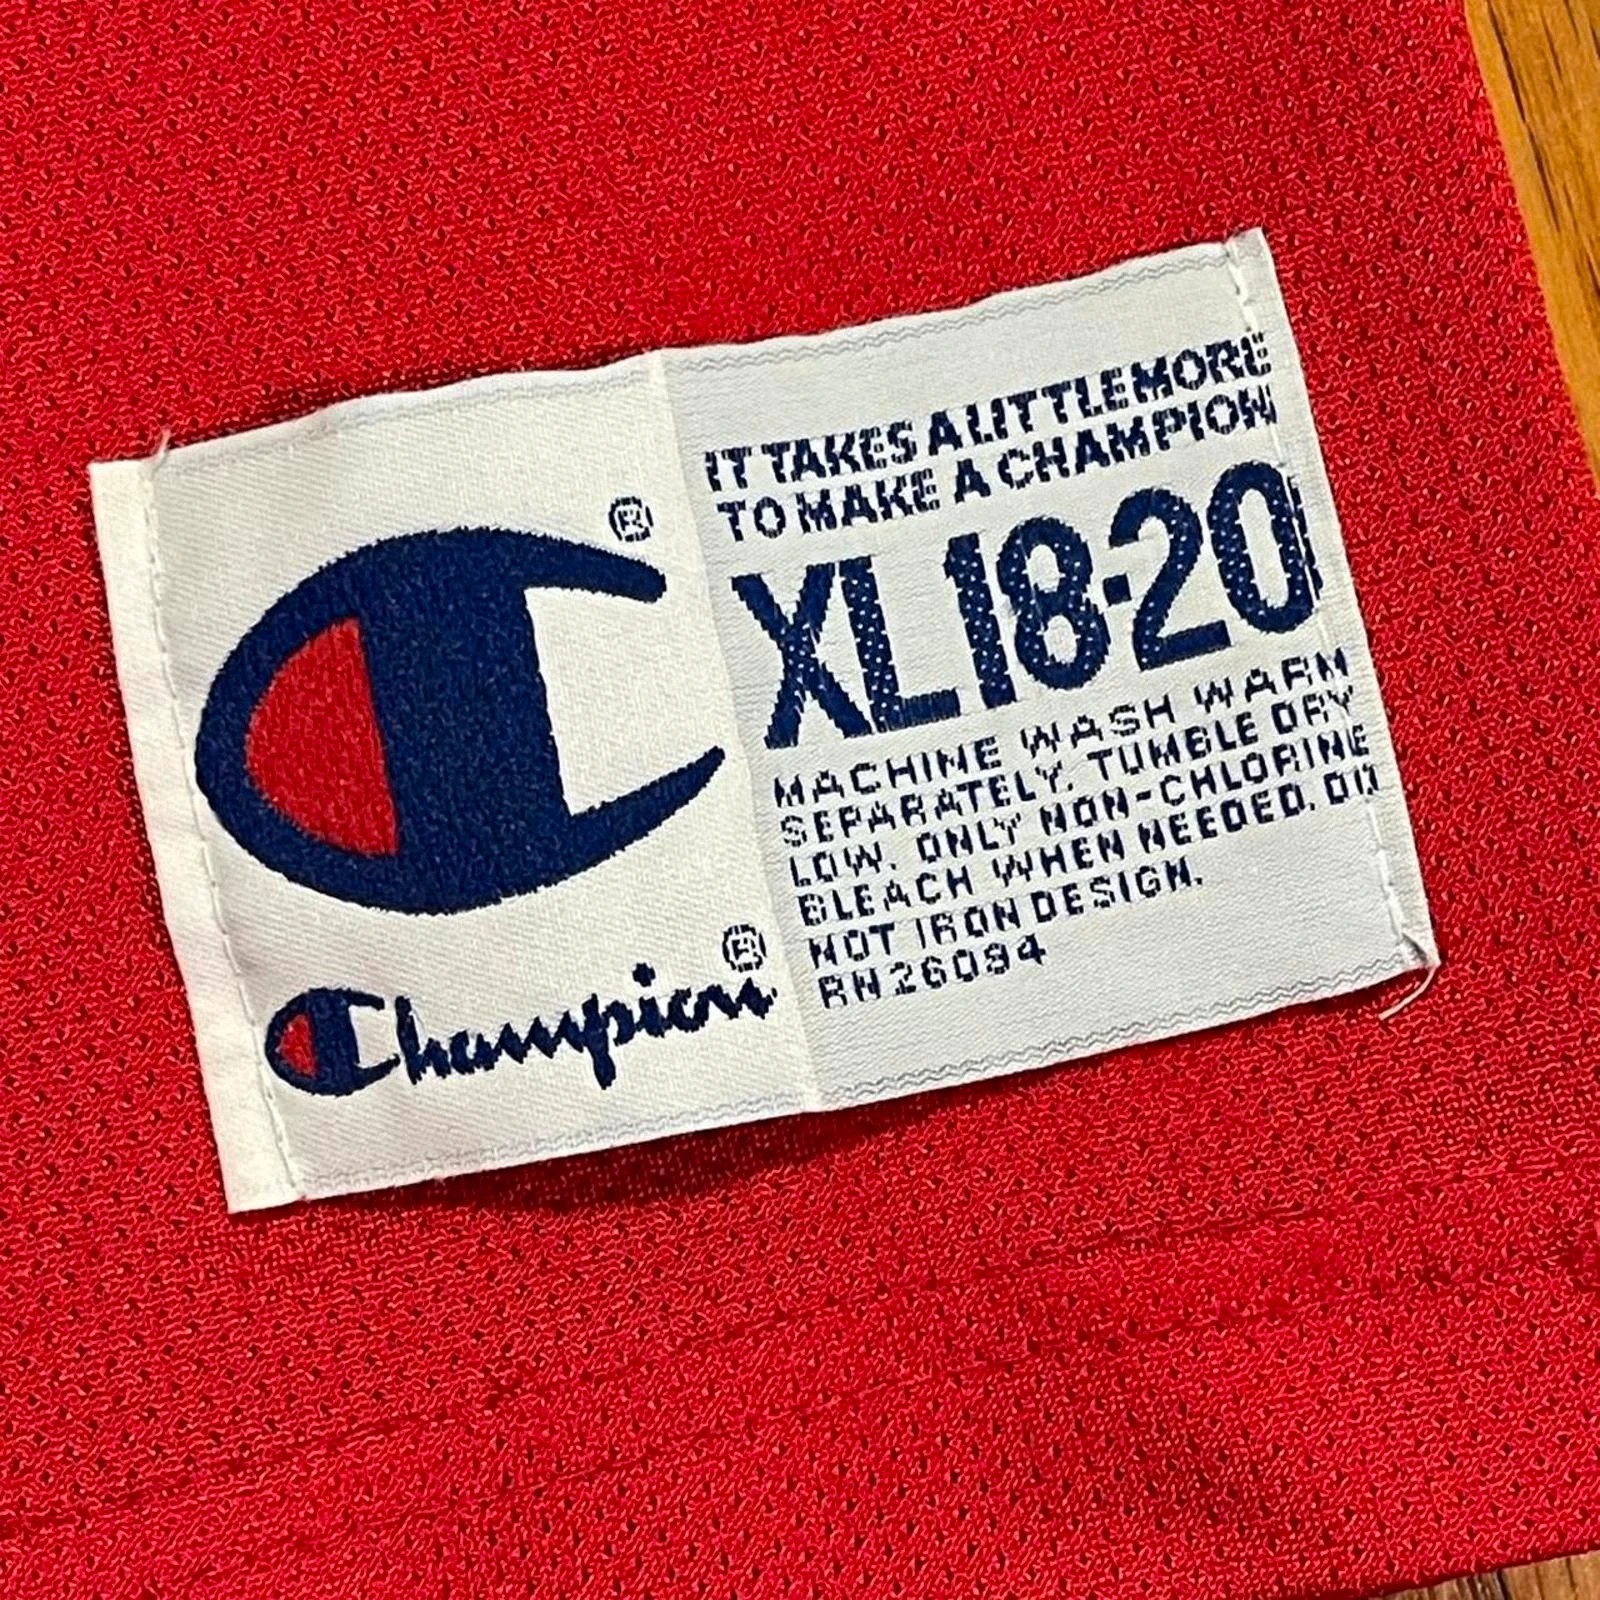 ®
Champion®
IT TAKES A LITTLE MORE
TO MAKE A CHAMPION
XL 18-20
MACHINE WASH WARM
SEPARATELY. TUMBLE DRY
LOW. ONLY NON-CHLORINE
BLEACH WHEN NEEDED. DO
NOT IRON DESIGN.
RN 26094